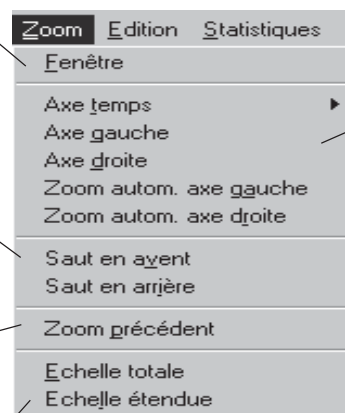 Zoom Edition Statistiques
Fenêtre
Axe temps
Axe gauche
Axe droite
Zoom autom. axe gauche
Zoom autom. axe droite
Saut en avent
Saut en arrière
Zoom précédent
Echelle totale
Echelle étendue